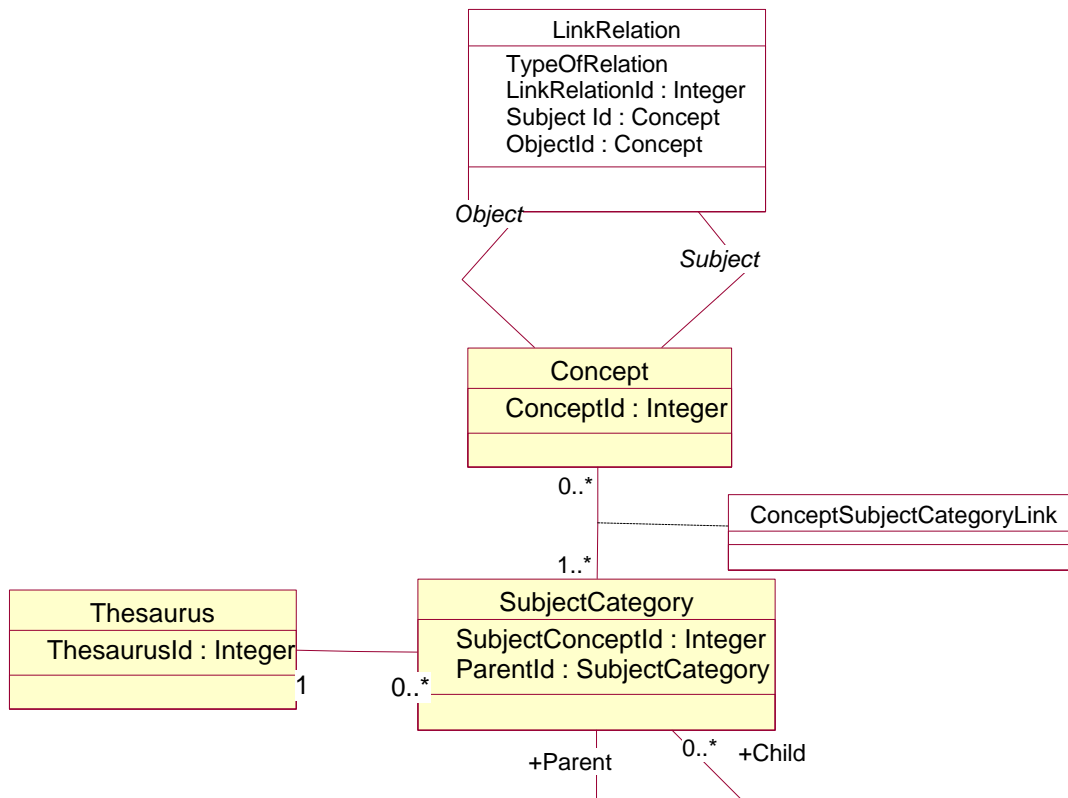 LinkRelation
TypeOfRelation
LinkRelationId : Integer
Subject Id : Concept
ObjectId : Concept
Object
Subject
Concept
ConceptId : Integer
0..*
ConceptSubjectCategoryLink
1..*
Thesaurus
ThesaurusId : Integer
1
0..*
SubjectCategory
SubjectConceptId : Integer
ParentId : SubjectCategory
+Parent
0..*
+Child